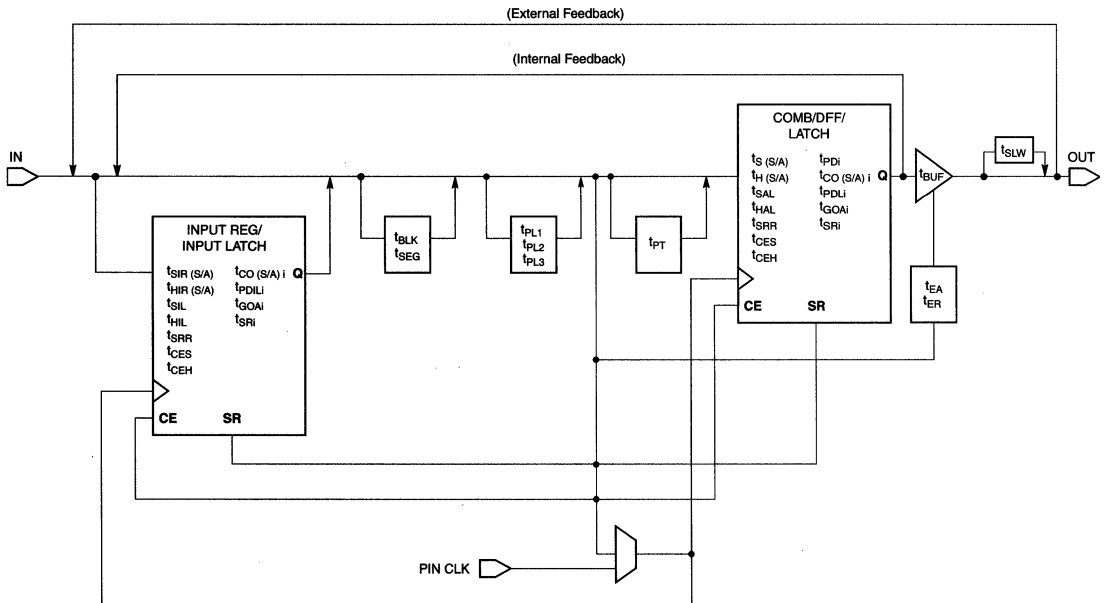 (External Feedback)
(Internal Feedback)
IN
INPUT REG/
INPUT LATCH
tSIR (S/A) tCO (S/A) i Q
tHIR (S/A) tPDILi
tSIL tGOAi
tHIL tSRi
tSRR
tCES
tCEH
CE SR
tBLK
tSEG
tPL1
tPL2
tPL3
tPT
COMB/DFF/
LATCH
tS (S/A) tPDi
tH (S/A) tCO (S/A) i Q
tSAL tPDLi
tHAL tGOAi
tSRR tSRi
tCES
tCEH
CE SR
tBUF
tSLW
OUT
tEA
tER
PIN CLK